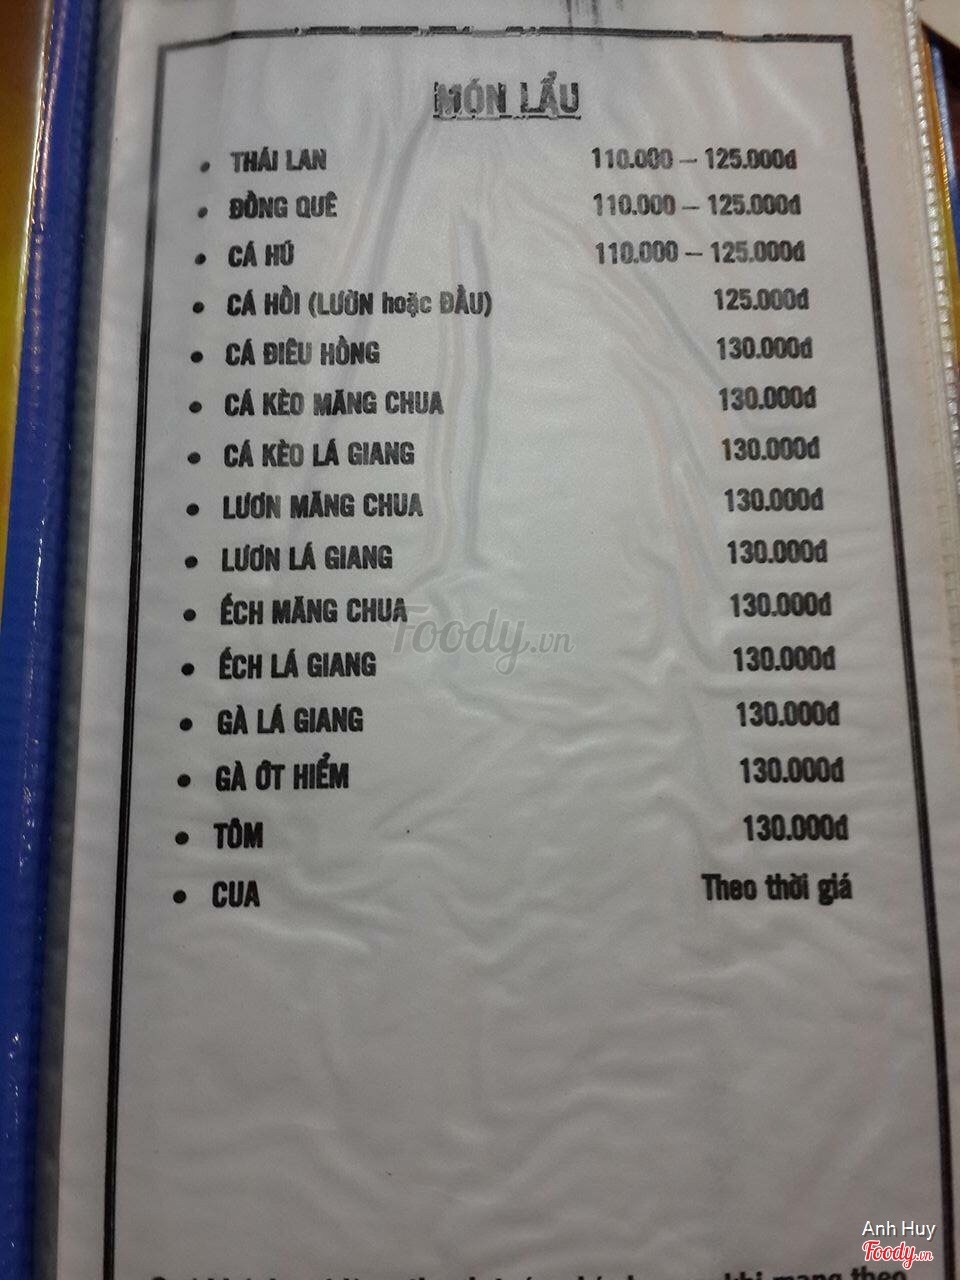 MÓN LẨU
• THÁI LAN 110.000 – 125.000đ
• ĐỒNG QUÊ 110.000 – 125.000đ
• CÁ HÚ 110.000 – 125.000đ
• CÁ HỒI (LƯỜN hoặc ĐẦU) 125.000đ
• CÁ ĐIÊU HỒNG 130.000đ
• CÁ KÈO MĂNG CHUA 130.000đ
• CÁ KÈO LÁ GIANG 130.000đ
• LƯƠN MĂNG CHUA 130.000đ
• LƯƠN LÁ GIANG 130.000đ
• ẾCH MĂNG CHUA 130.000đ
• ẾCH LÁ GIANG 130.000đ
• GÀ LÁ GIANG 130.000đ
• GÀ ỚT HIỂM 130.000đ
• TÔM 130.000đ
• CUA Theo thời giá
Foody.vn
Anh Huy
Foody.vn